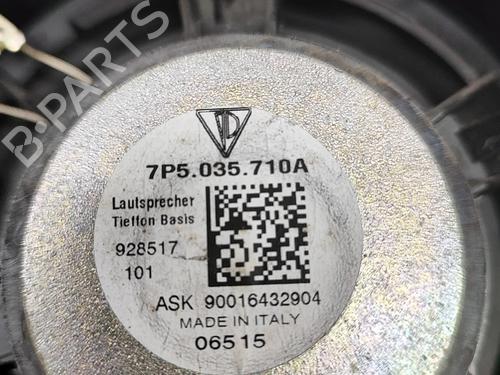 7P5.035.710A
Lautsprecher
Tiefton Basis
928517
101
ASK 90016432904
MADE IN ITALY
06515
B-PARTS